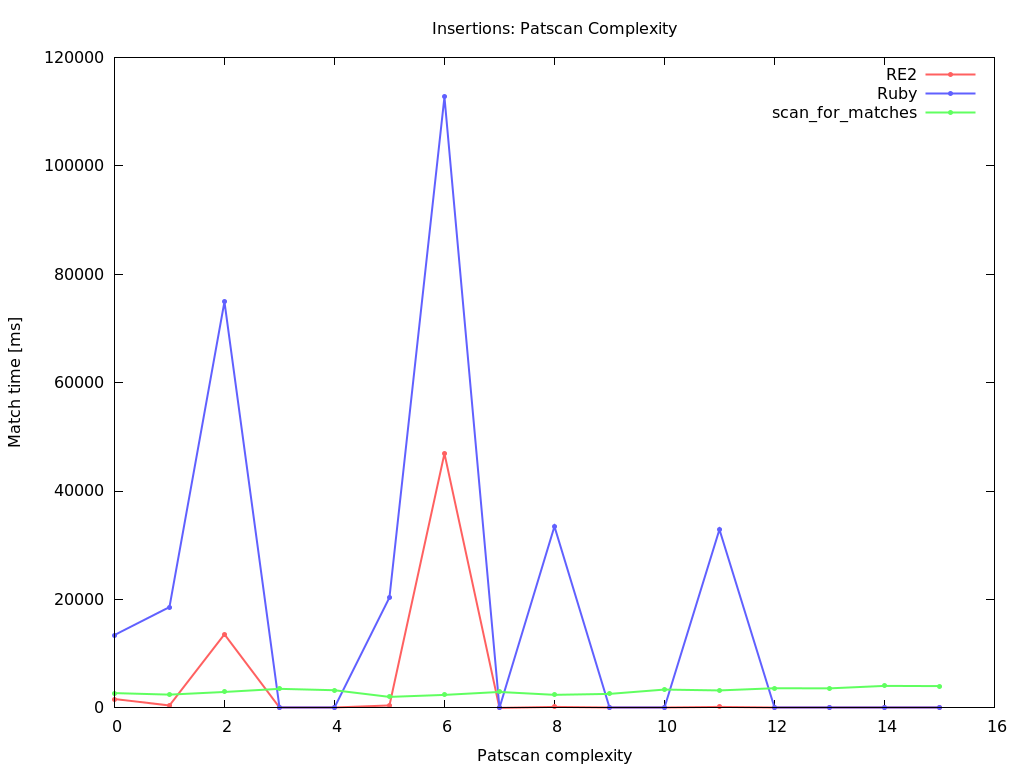 Insertions: Patscan Complexity
RE2
Ruby
scan_for_matches
Match time [ms]
120000
100000
80000
60000
40000
20000
0
0 2 4 6 8 10 12 14 16
Patscan complexity